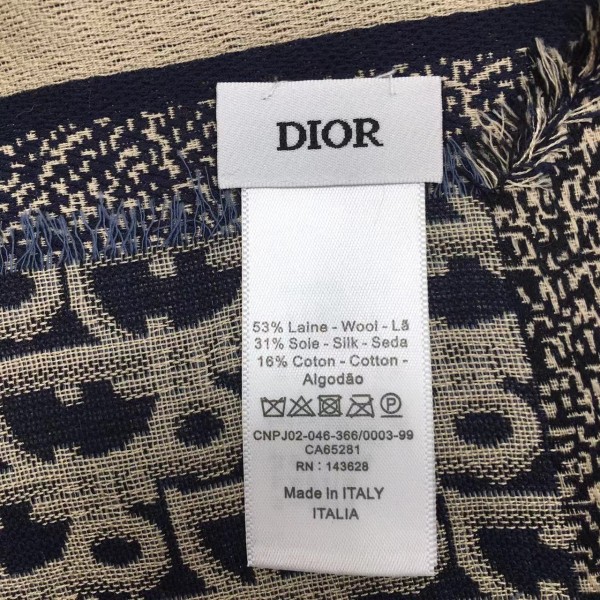 DIOR
53% Laine - Wool - Lã
31% Soie - Silk - Seda
16% Coton - Cotton -
Algodão
CNPJ02-046-366/0003-99
CA65281
RN : 143628
Made in ITALY
ITALIA